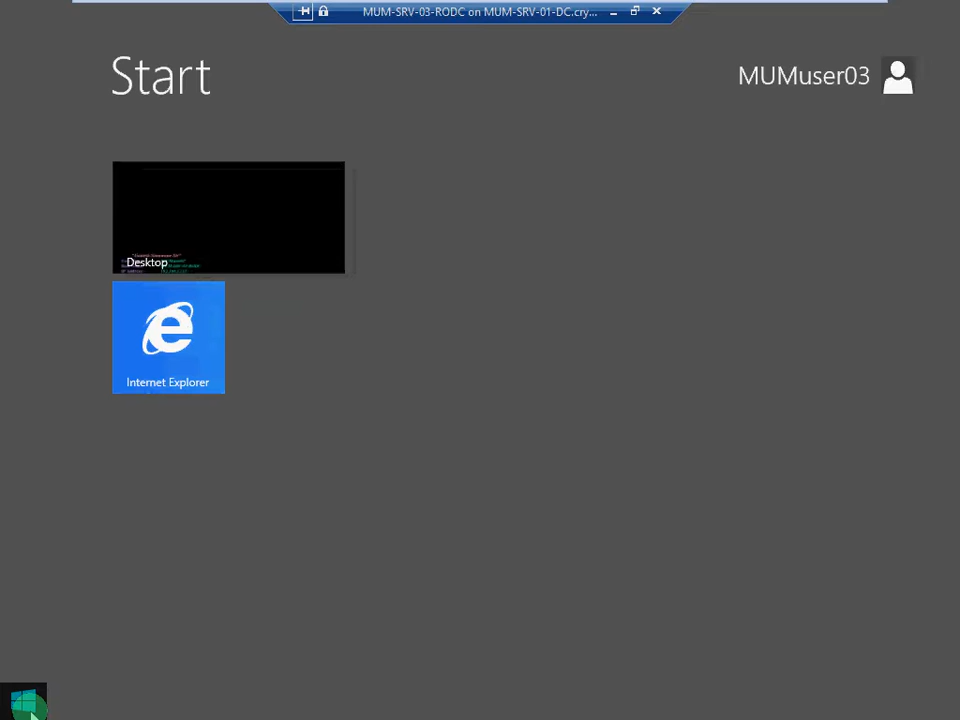 MUM-SRV-03-RODC on MUM-SRV-01-DC.cry...
Start
MUMuser03
Desktop
Internet Explorer